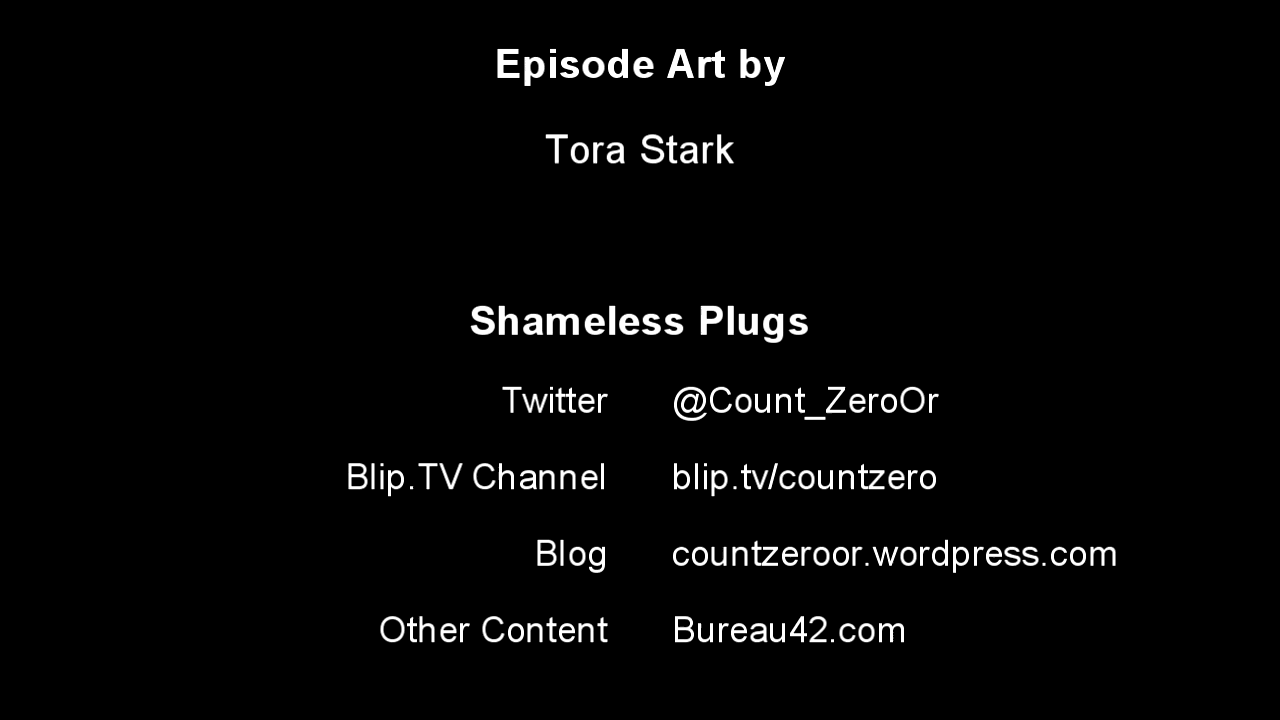 Episode Art by
Tora Stark
Shameless Plugs
Twitter @Count_ZeroOr
Blip.TV Channel blip.tv/countzero
Blog countzeroor.wordpress.com
Other Content Bureau42.com